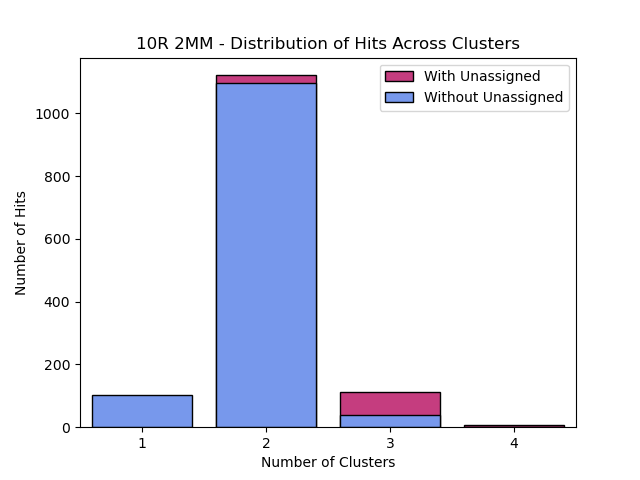 10R 2MM - Distribution of Hits Across Clusters
With Unassigned
Without Unassigned
Number of Hits
1000
800
600
400
200
0
1 2 3 4
Number of Clusters